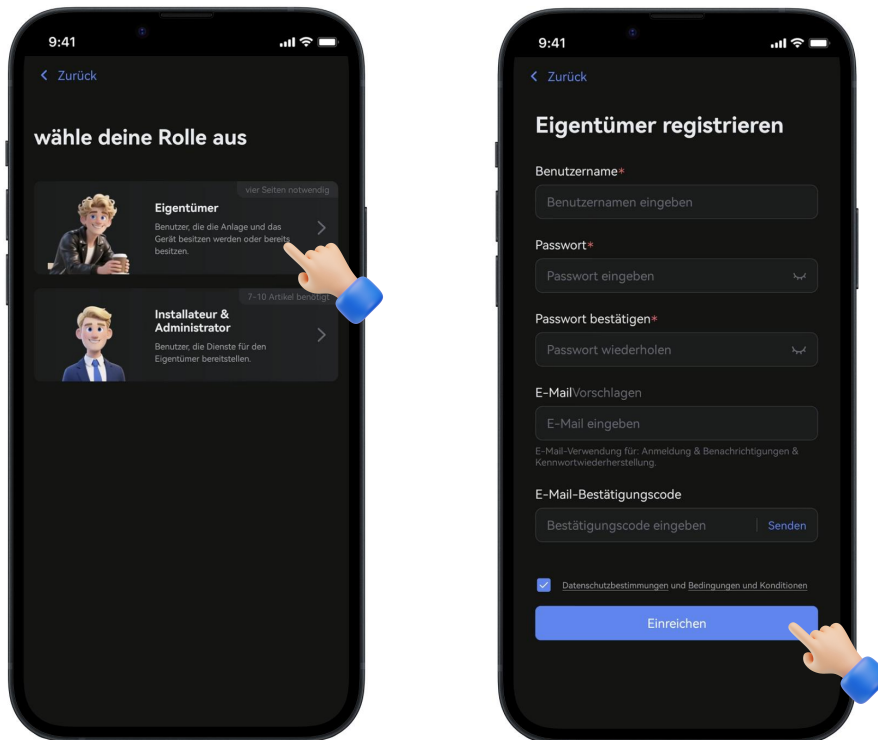 9:41
Zurück
wähle deine Rolle aus
vier Seiten notwendig
Eigentümer
Benutzer, die die Anlage und das
Gerät besitzen werden oder bereits
besitzen.
7-10 Artikel benötigt
Installateur &
Administrator
Benutzer, die Dienste für den
Eigentümer bereitstellen.
9:41
Zurück
Eigentümer registrieren
Benutzername*
Benutzernamen eingeben
Passwort*
Passwort eingeben
Passwort bestätigen*
Passwort wiederholen
E-MailVorschlagen
E-Mail eingeben
E-Mail-Verwendung für: Anmeldung & Benachrichtigungen &
Kennwortwiederherstellung.
E-Mail-Bestätigungscode
Bestätigungscode eingeben Senden
Datenschutzbestimmungen und Bedingungen und Konditionen
Einreichen